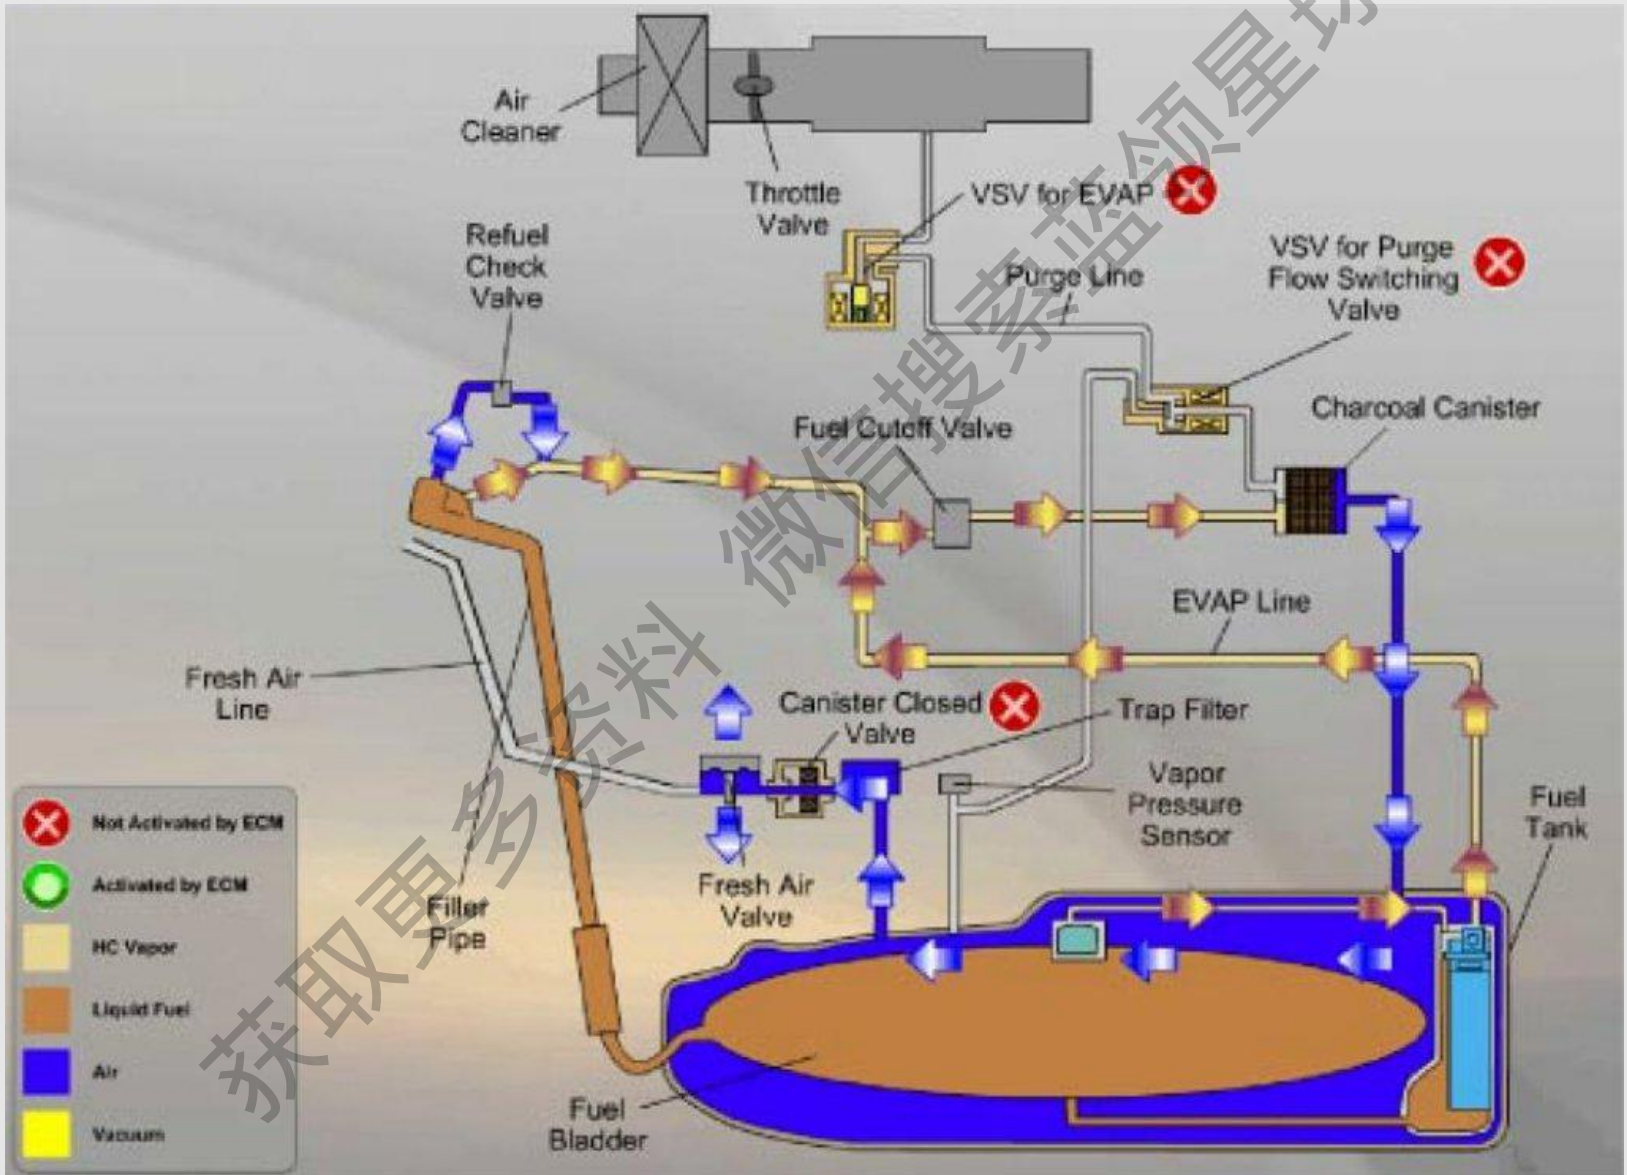 Air
Cleaner
Throttle
Valve
VSV for EVAP
Refuel
Check
Valve
Purge Line
VSV for Purge
Flow Switching
Valve
Fuel Cutoff Valve
Charcoal Canister
EVAP Line
Fresh Air
Line
Canister Closed
Valve
Trap Filter
Vapor
Pressure
Sensor
Fuel
Tank
Fresh Air
Valve
Filler
Pipe
Fuel
Bladder
Not Activated by ECM
Activated by ECM
HC Vapor
Liquid Fuel
Air
Vacuum
获取更多资料 微信搜索蓝领星球